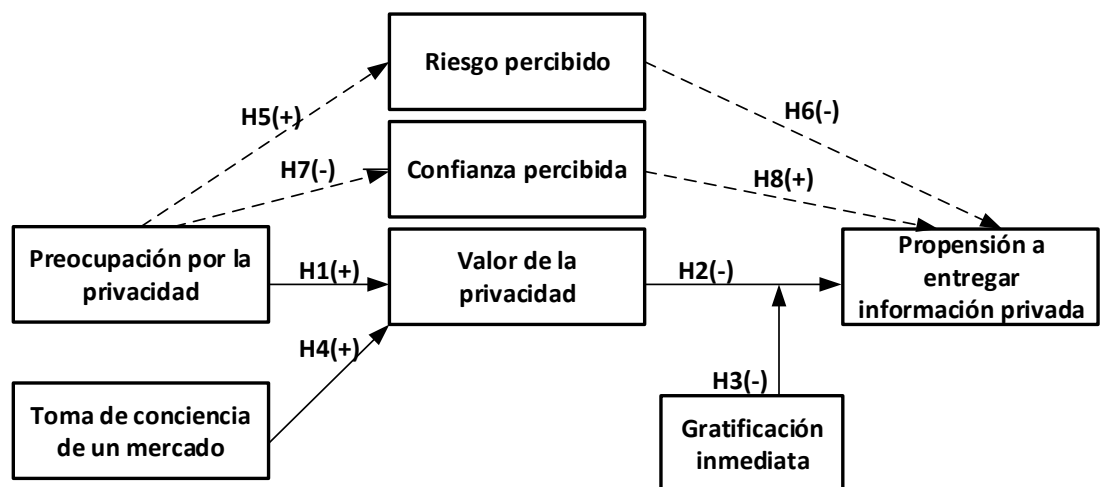 Riesgo percibido
H5(+)
H6(-)
Confianza percibida
H7(-)
H8(+)
Preocupación por la
privacidad
H1(+)
Valor de la
privacidad
H2(-)
Propensión a
entregar
información privada
H4(+)
H3(-)
Toma de conciencia
de un mercado
Gratificación
inmediata